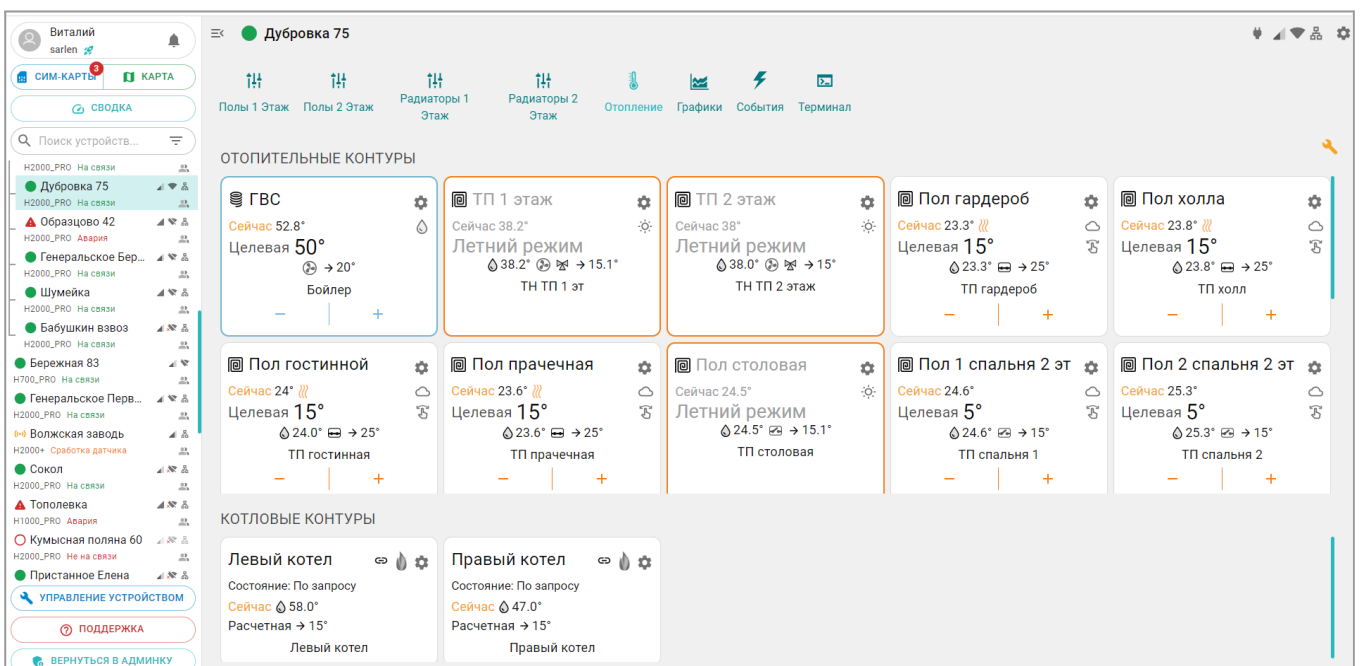 Виталий
sarlen
3
СИМ-КАРТЫ
КАРТА
СВОДКА
Поиск устройств...
H2000_PRO На связи
Дубровка 75
H2000_PRO На связи
Образцово 42
H2000_PRO Авария
Генеральское Бер...
H2000_PRO На связи
Шумейка
H2000_PRO На связи
Бабушкин взвоз
H2000_PRO На связи
Бережная 83
H700_PRO На связи
Генеральское Перв...
H2000_PRO На связи
Волжская заводь
H2000+ Сработка датчика
Сокол
H2000_PRO На связи
Тополевка
H1000_PRO Авария
Кумысная поляна 60
H2000_PRO Не на связи
Пристанное Елена
УПРАВЛЕНИЕ УСТРОЙСТВОМ
ПОДДЕРЖКА
ВЕРНУТЬСЯ В АДМИНКУ
Дубровка 75
Полы 1 Этаж
Полы 2 Этаж
Радиаторы 1
Этаж
Радиаторы 2
Этаж
Отопление
Графики
События
Терминал
ОТОПИТЕЛЬНЫЕ КОНТУРЫ
ГВС
Сейчас 52.8°
Целевая 50°
→ 20°
Бойлер
− +
ТП 1 этаж
Сейчас 38.2°
Летний режим
38.2° → 15.1°
ТН ТП 1 эт
ТП 2 этаж
Сейчас 38°
Летний режим
38.0° → 15°
ТН ТП 2 этаж
Пол гардероб
Сейчас 23.3°
Целевая 15°
23.3° → 25°
ТП гардероб
− +
Пол холла
Сейчас 23.8°
Целевая 15°
23.8° → 25°
ТП холл
− +
Пол гостинной
Сейчас 24°
Целевая 15°
24.0° → 25°
ТП гостинная
− +
Пол прачечная
Сейчас 23.6°
Целевая 15°
23.6° → 25°
ТП прачечная
− +
Пол столовая
Сейчас 24.5°
Летний режим
24.5° → 15.1°
ТП столовая
Пол 1 спальня 2 эт
Сейчас 24.6°
Целевая 5°
24.6° → 15°
ТП спальня 1
− +
Пол 2 спальня 2 эт
Сейчас 25.3°
Целевая 5°
25.3° → 15°
ТП спальня 2
− +
КОТЛОВЫЕ КОНТУРЫ
Левый котел
Состояние: По запросу
Сейчас 58.0°
Расчетная → 15°
Левый котел
Правый котел
Состояние: По запросу
Сейчас 47.0°
Расчетная → 15°
Правый котел